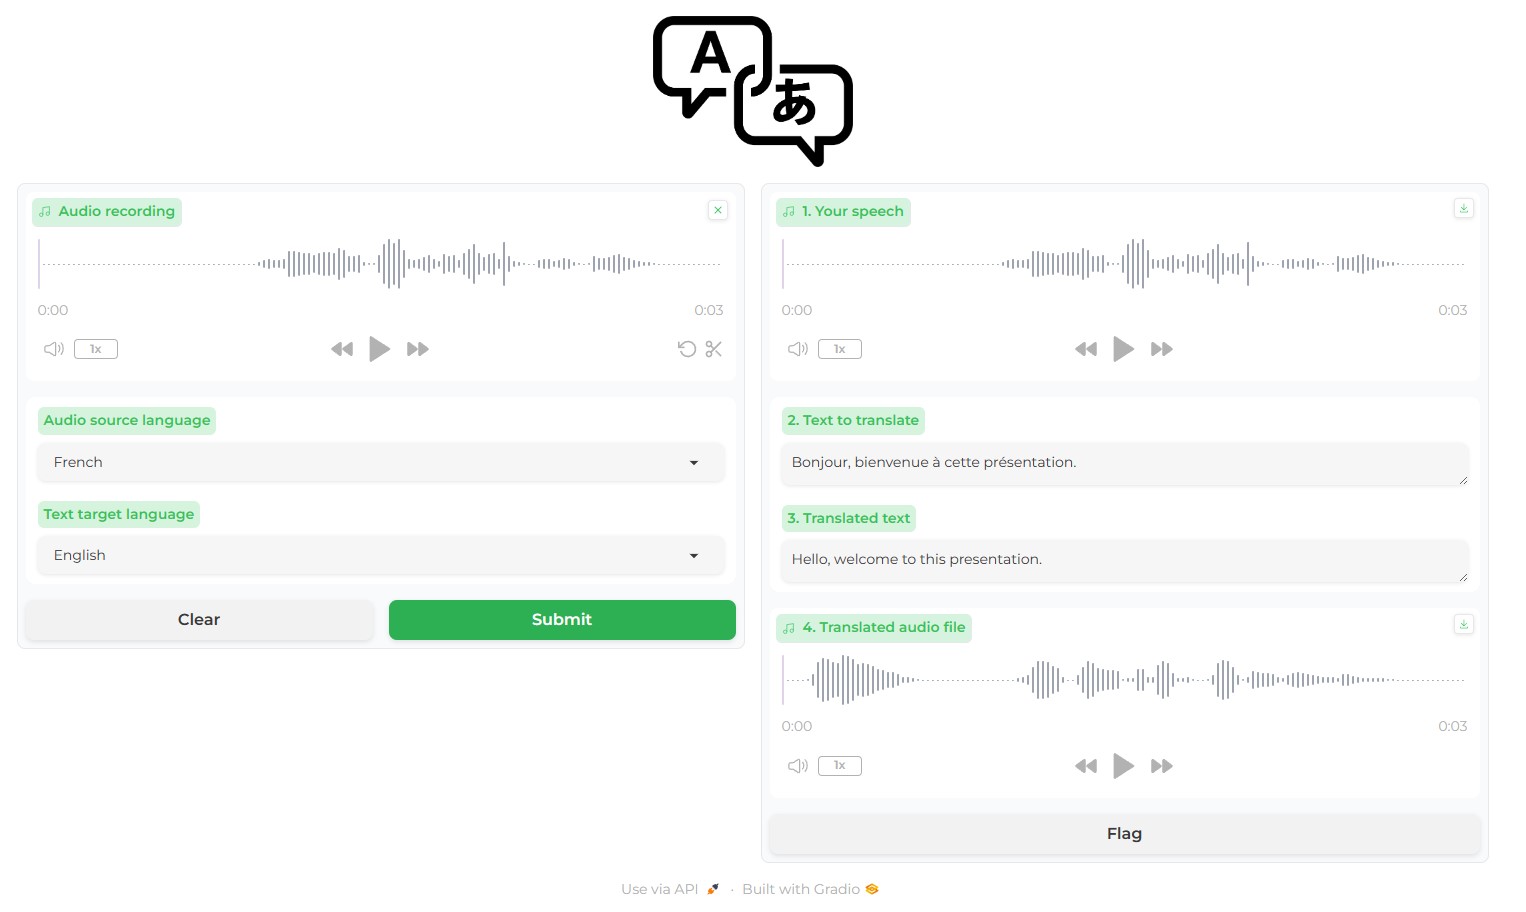 A
あ
Audio recording
0:00
0:03
1x
Audio source language
French
Text target language
English
Clear
Submit
1. Your speech
0:00
0:03
1x
2. Text to translate
Bonjour, bienvenue à cette présentation.
3. Translated text
Hello, welcome to this presentation.
4. Translated audio file
0:00
0:03
1x
Flag
Use via API · Built with Gradio